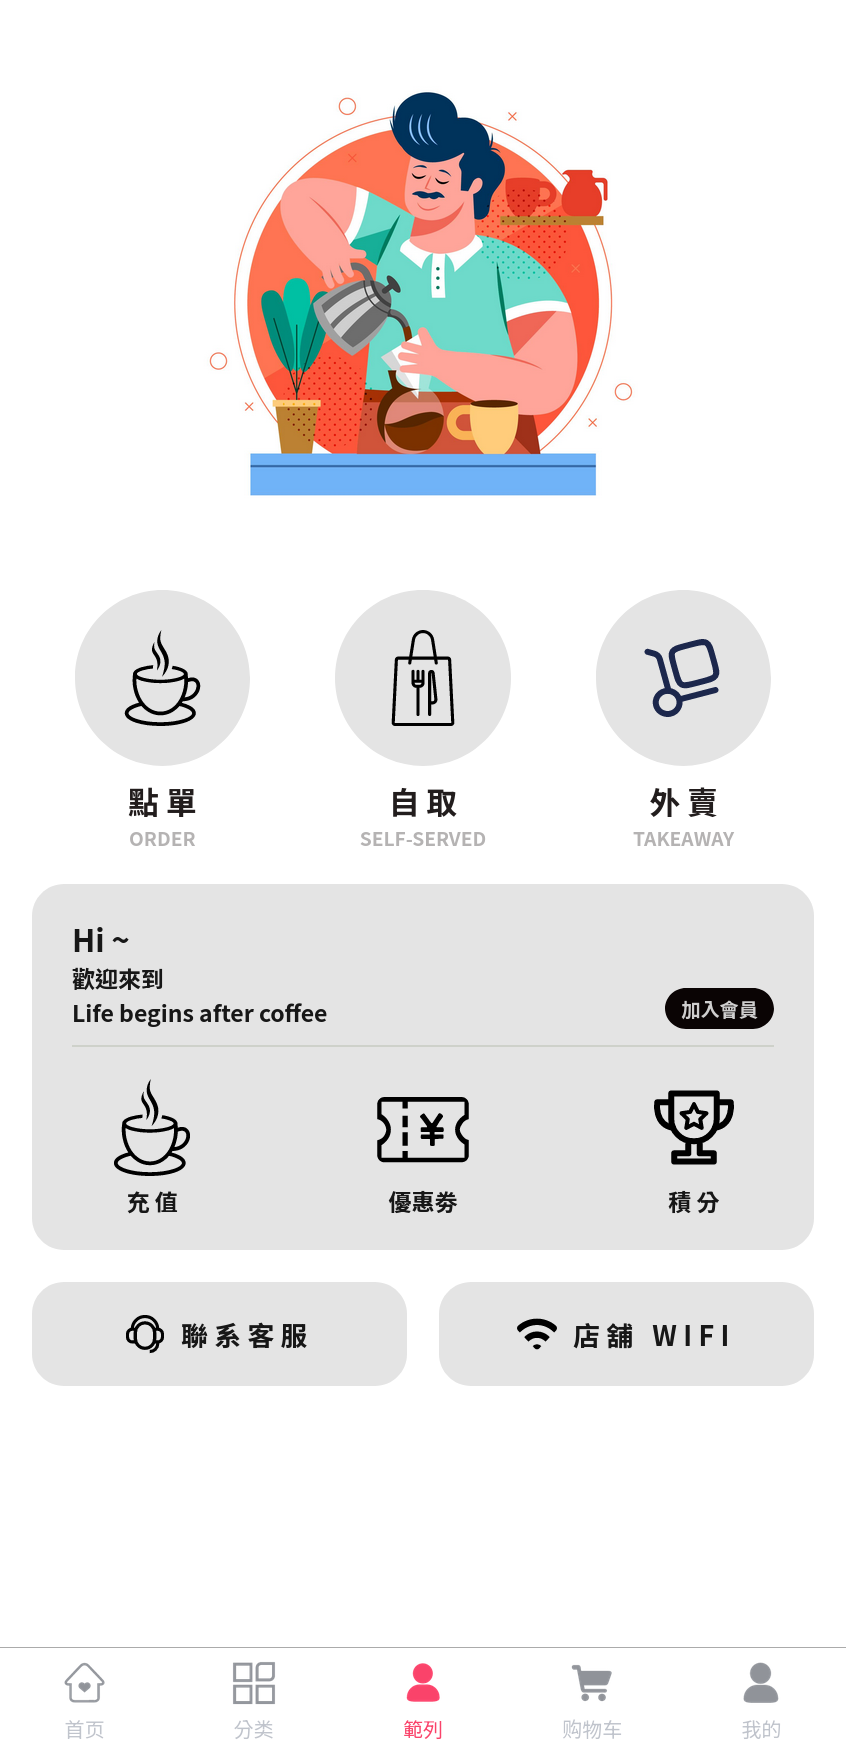 點單
自取
外賣
ORDER
SELF-SERVED
TAKEAWAY
Hi ~
歡迎來到
Life begins after coffee
加入會員
充值
優惠券
積分
聯系客服
店舖 WIFI
首页
分类
範列
购物车
我的